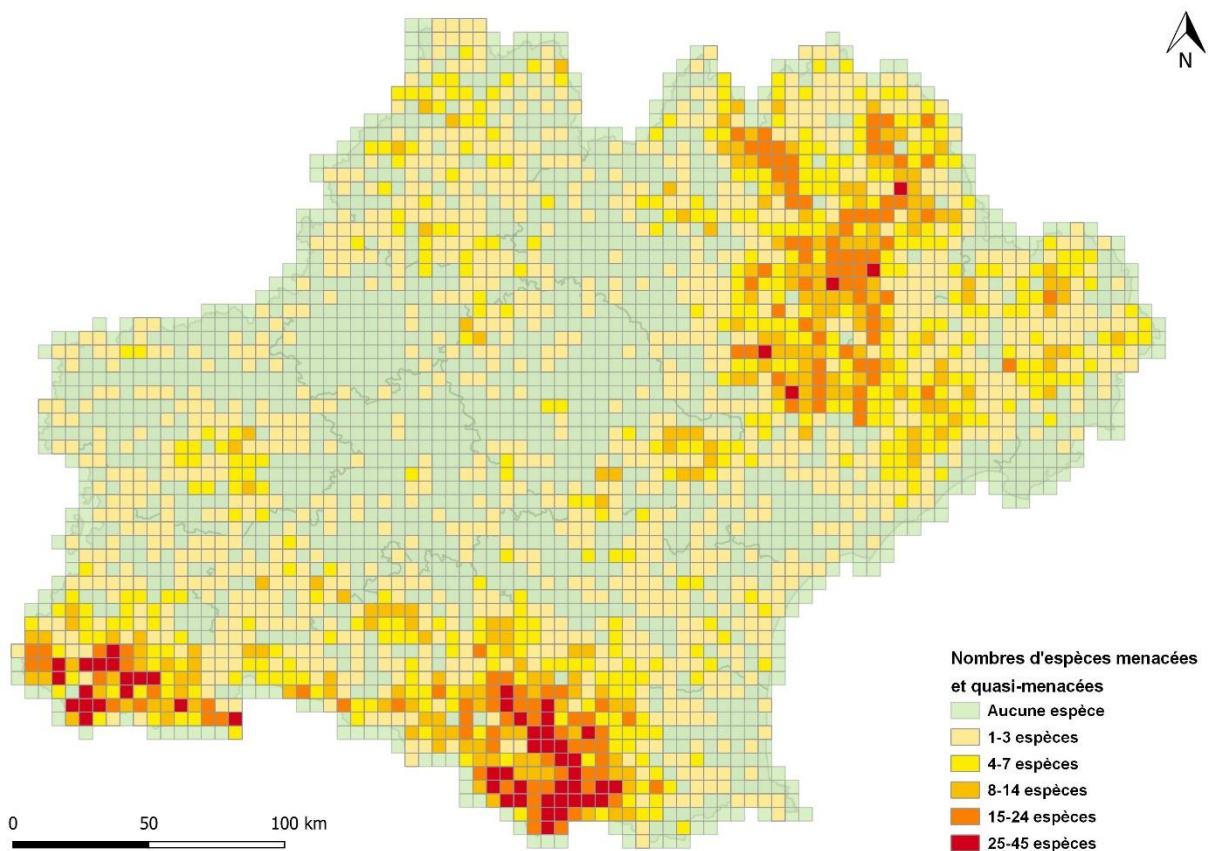 N
Nombres d'espèces menacées
et quasi-menacées
Aucune espèce
1-3 espèces
4-7 espèces
8-14 espèces
15-24 espèces
25-45 espèces
0 50 100 km